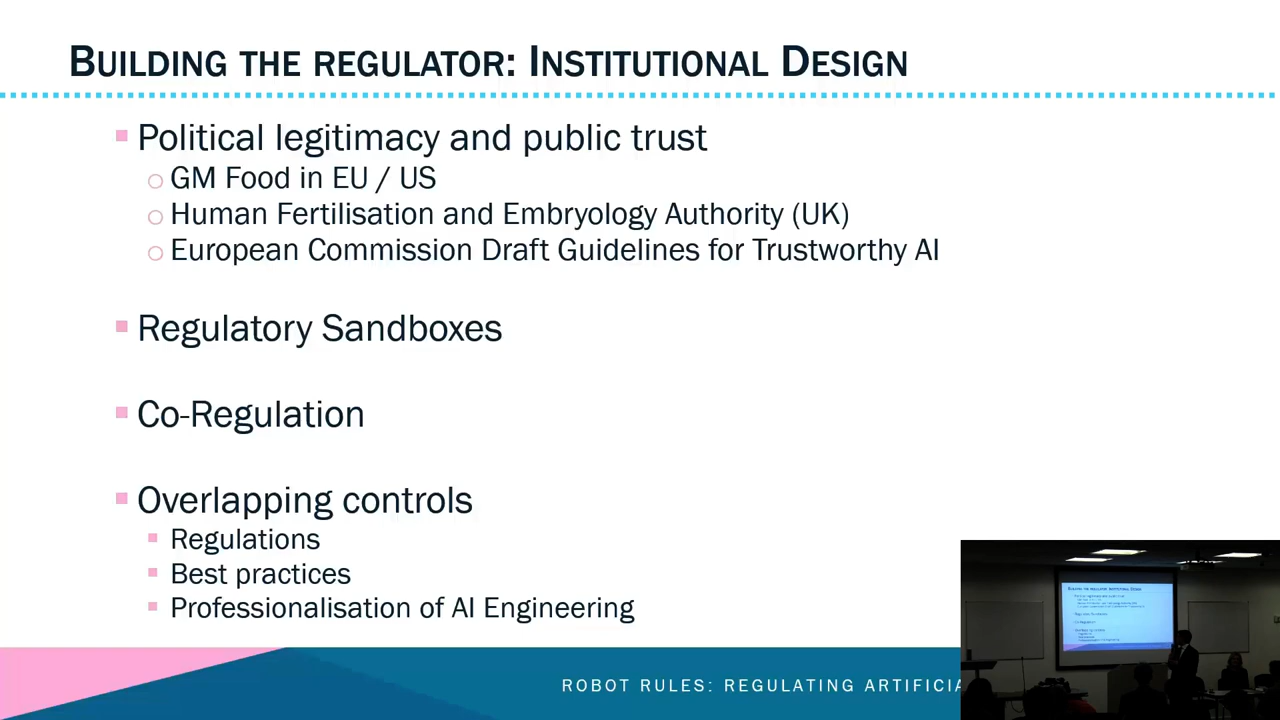 BUILDING THE REGULATOR: INSTITUTIONAL DESIGN
Political legitimacy and public trust
GM Food in EU / US
Human Fertilisation and Embryology Authority (UK)
European Commission Draft Guidelines for Trustworthy AI
Regulatory Sandboxes
Co-Regulation
Overlapping controls
Regulations
Best practices
Professionalisation of AI Engineering
ROBOT RULES: REGULATING